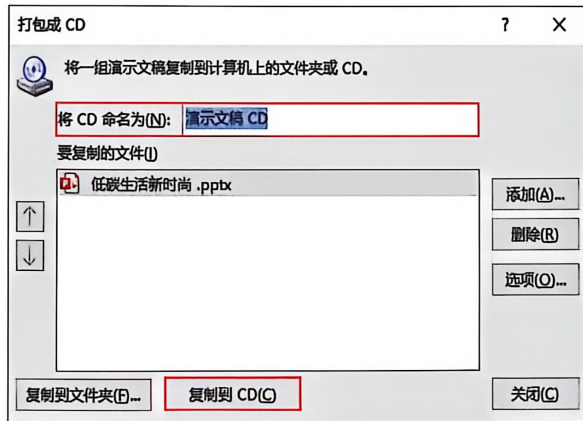 打包成 CD
? ×
将一组演示文稿复制到计算机上的文件夹或 CD。
将 CD 命名为(N): 演示文稿 CD
要复制的文件(I)
低碳生活新时尚 .pptx
添加(A)...
删除(R)
选项(O)...
复制到文件夹(F)... 复制到 CD(C) 关闭(C)